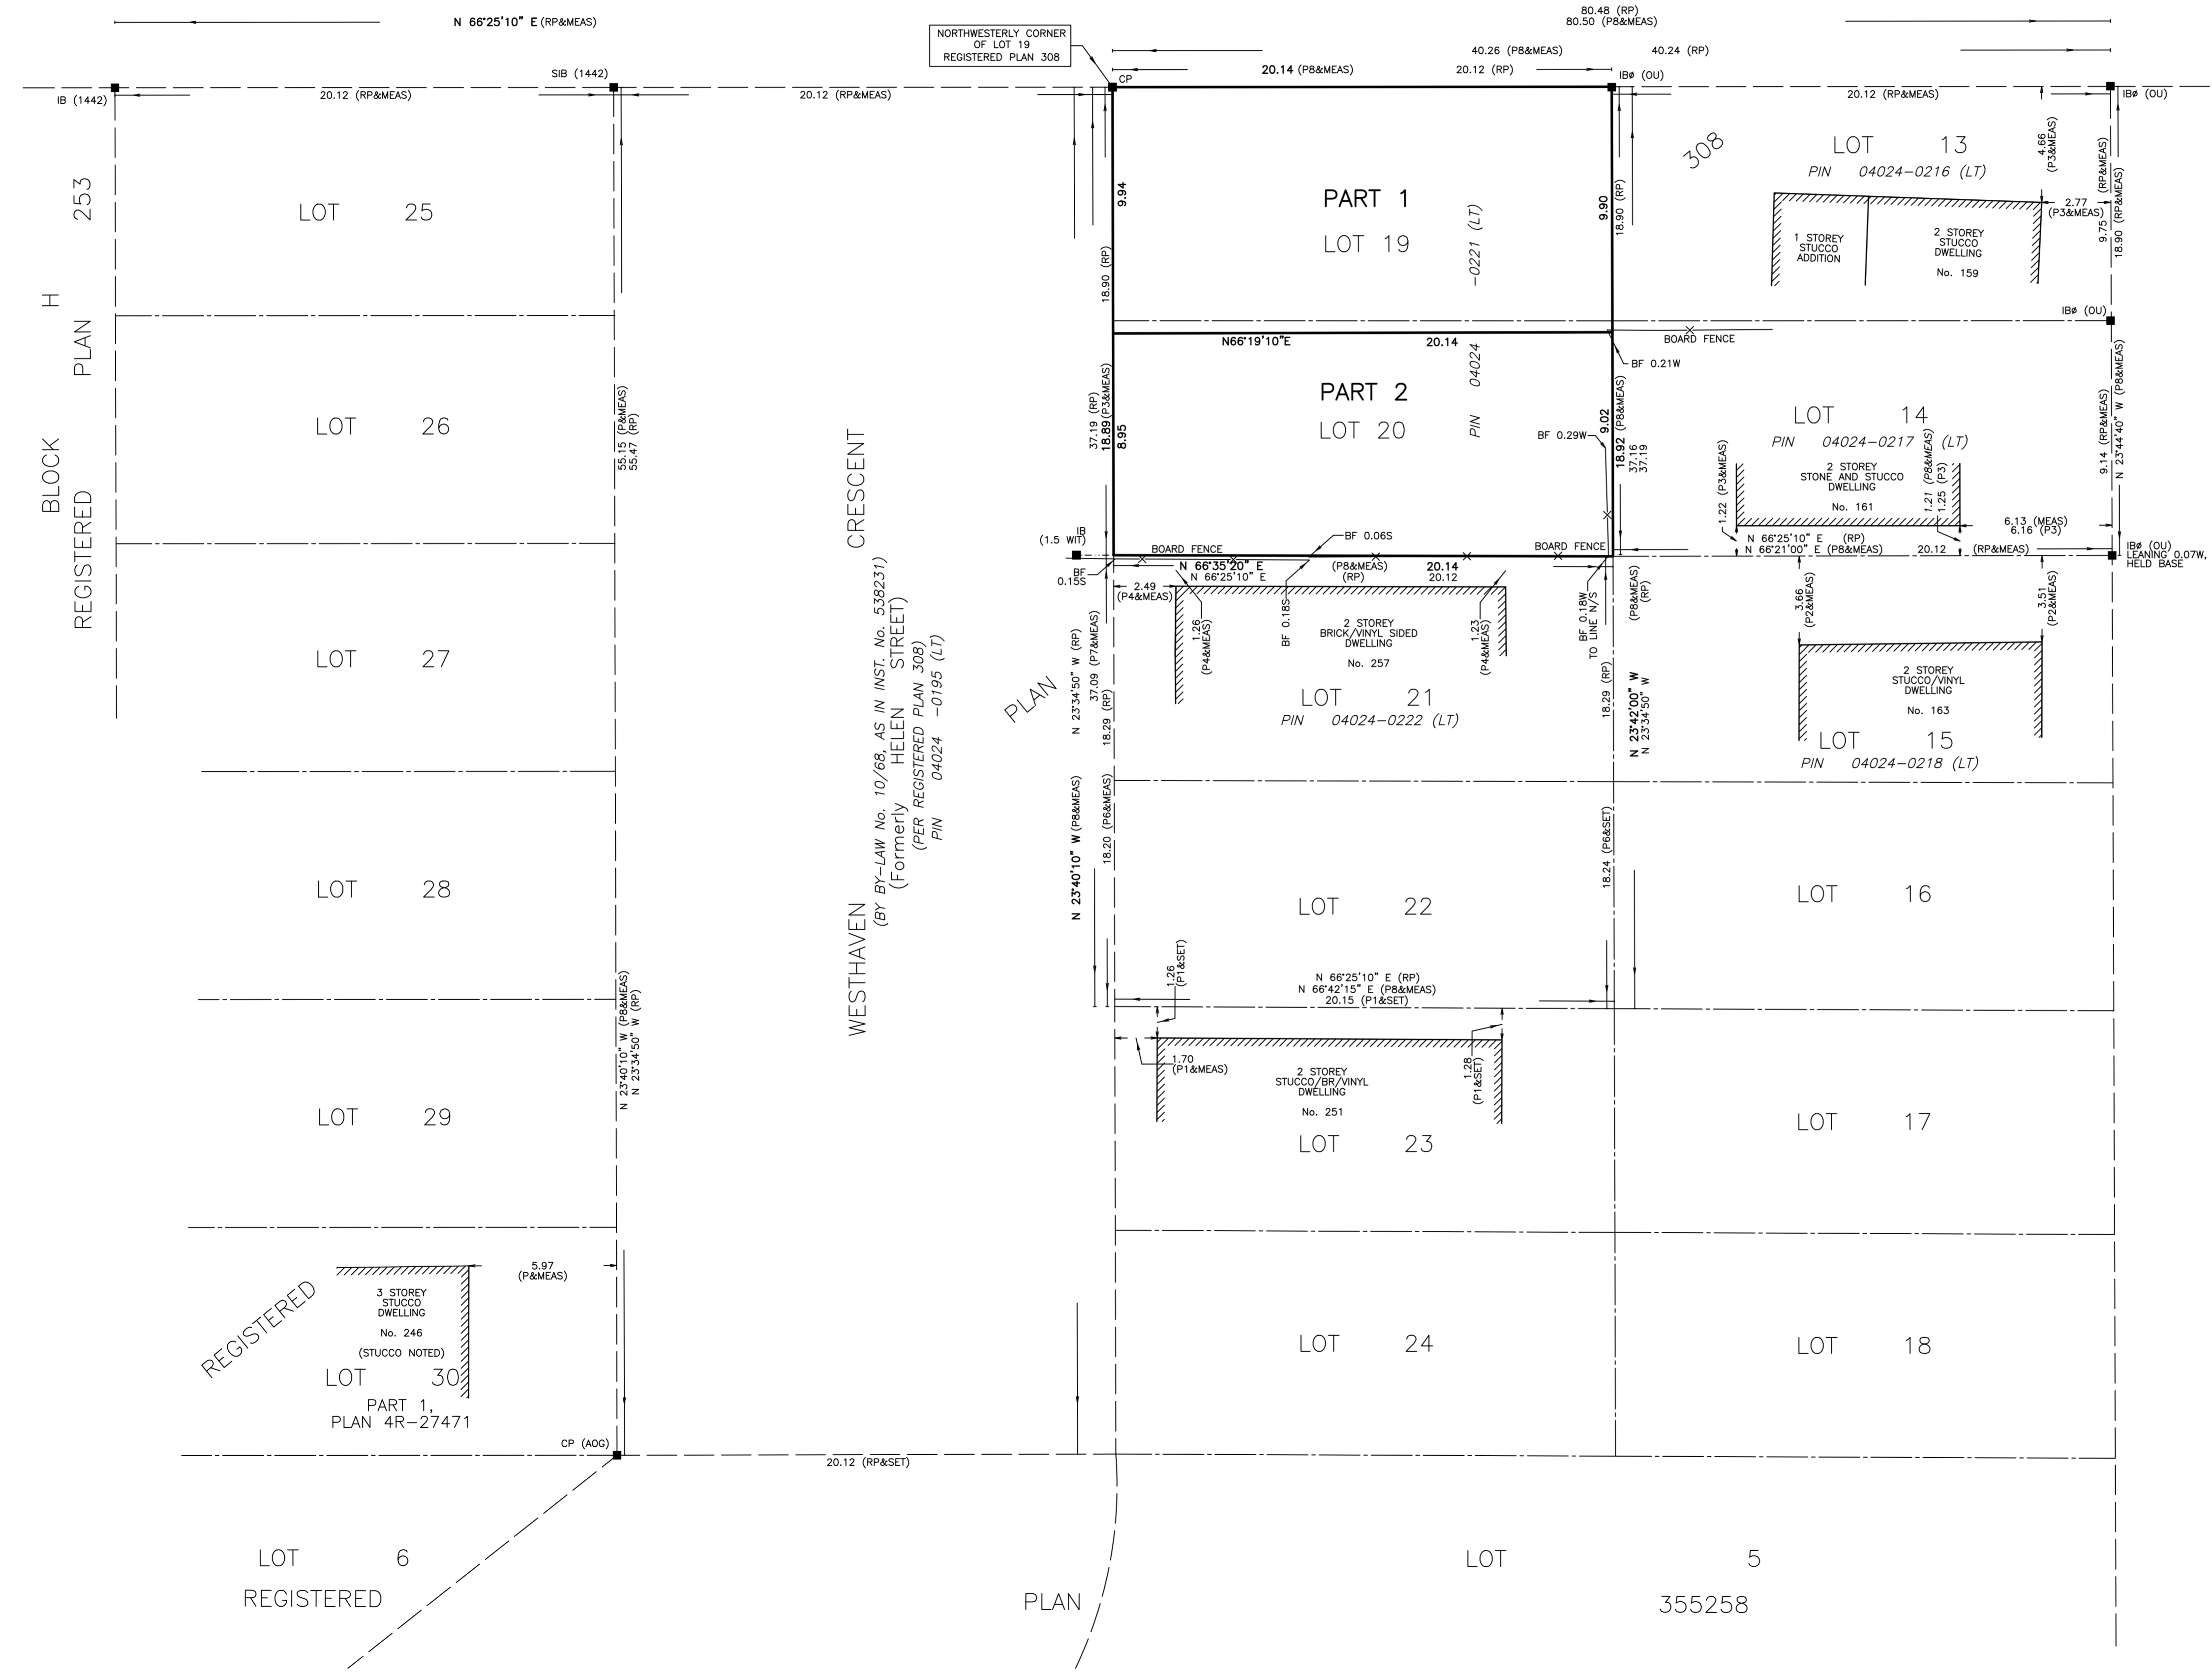 N 66°25'10" E (RP&MEAS)
80.48 (RP)
80.50 (P8&MEAS)
NORTHWESTERLY CORNER
OF LOT 19
REGISTERED PLAN 308
40.26 (P8&MEAS) 40.24 (RP)
20.14 (P8&MEAS) 20.12 (RP)
SIB (1442)
CP
IBø (OU)
IB (1442)
20.12 (RP&MEAS)
20.12 (RP&MEAS)
20.12 (RP&MEAS)
IBø (OU)
BLOCK H
REGISTERED PLAN 253
LOT 25
LOT 26
LOT 27
LOT 28
LOT 29
55.15 (P&MEAS)
55.47 (RP)
N 23°40'10" W (P8&MEAS)
N 23°34'50" W (RP)
5.97
(P&MEAS)
3 STOREY
STUCCO
DWELLING
No. 246
(STUCCO NOTED)
LOT 30
PART 1,
PLAN 4R-27471
REGISTERED
CP (AOG)
20.12 (RP&SET)
LOT 6
REGISTERED
PLAN
LOT 5
355258
WESTHAVEN CRESCENT
(BY BY-LAW No. 10/68, AS IN INST. No. 538231)
(Formerly HELEN STREET)
(PER REGISTERED PLAN 308)
PIN 04024 -0195 (LT)
PLAN
308
9.94
18.90 (RP)
PART 1
LOT 19
9.90
18.90 (RP)
N66°19'10"E 20.14
PIN 04024 -0221 (LT)
PART 2
LOT 20
37.19 (RP)
18.89 (P3&MEAS)
8.95
9.02
18.92 (P8&MEAS)
37.16
37.19
(P8&MEAS)
(RP)
BF 0.21W
BOARD FENCE
BF 0.29W
BF 0.06S
BOARD FENCE
BOARD FENCE
IB
(1.5 WIT)
BF
0.15S
N 66°35'20" E (P8&MEAS) 20.14
N 66°25'10" E (RP) 20.12
2.49
(P4&MEAS)
1.26
(P4&MEAS)
BF 0.18S
1.23
(P4&MEAS)
BF 0.18W
TO LINE N/S
2 STOREY
BRICK/VINYL SIDED
DWELLING
No. 257
LOT 21
PIN 04024-0222 (LT)
N 23°34'50" W (RP)
37.09 (P7&MEAS)
18.29 (RP)
N 23°40'10" W (P8&MEAS)
18.20 (P6&MEAS)
18.29 (RP)
N 23°42'00" W
N 23°34'50" W
18.24 (P6&SET)
LOT 22
1.26
(P1&SET)
N 66°25'10" E (RP)
N 66°42'15" E (P8&MEAS)
20.15 (P1&SET)
1.70
(P1&MEAS)
1.28
(P1&SET)
2 STOREY
STUCCO/BR/VINYL
DWELLING
No. 251
LOT 23
LOT 24
LOT 13
PIN 04024-0216 (LT)
4.66
(P3&MEAS)
2.77
(P3&MEAS)
1 STOREY
STUCCO
ADDITION
2 STOREY
STUCCO
DWELLING
No. 159
9.75 (RP&MEAS)
18.90 (RP&MEAS)
IBø (OU)
LOT 14
PIN 04024-0217 (LT)
2 STOREY
STONE AND STUCCO
DWELLING
No. 161
1.22 (P3&MEAS)
1.21 (P8&MEAS)
1.25 (P3)
9.14 (RP&MEAS)
N 23°44'40" W (P8&MEAS)
6.13 (MEAS)
6.16 (P3)
N 66°25'10" E (RP)
N 66°21'00" E (P8&MEAS) 20.12 (RP&MEAS)
IBø (OU)
LEANING 0.07W,
HELD BASE
3.66
(P2&MEAS)
3.51
(P2&MEAS)
2 STOREY
STUCCO/VINYL
DWELLING
No. 163
LOT 15
PIN 04024-0218 (LT)
LOT 16
LOT 17
LOT 18